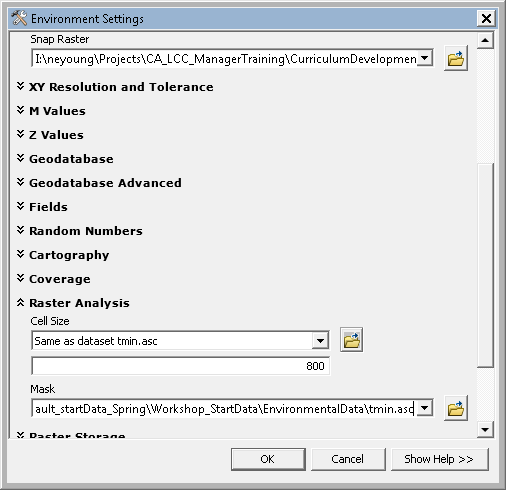 Environment Settings
Snap Raster
I:\neyoung\Projects\CA_LCC_ManagerTraining\CurriculumDevelopmen
XY Resolution and Tolerance
M Values
Z Values
Geodatabase
Geodatabase Advanced
Fields
Random Numbers
Cartography
Coverage
Raster Analysis
Cell Size
Same as dataset tmin.asc
800
Mask
ault_startData_Spring\Workshop_StartData\EnvironmentalData\tmin.asc
Raster Storage
OK Cancel Show Help >>